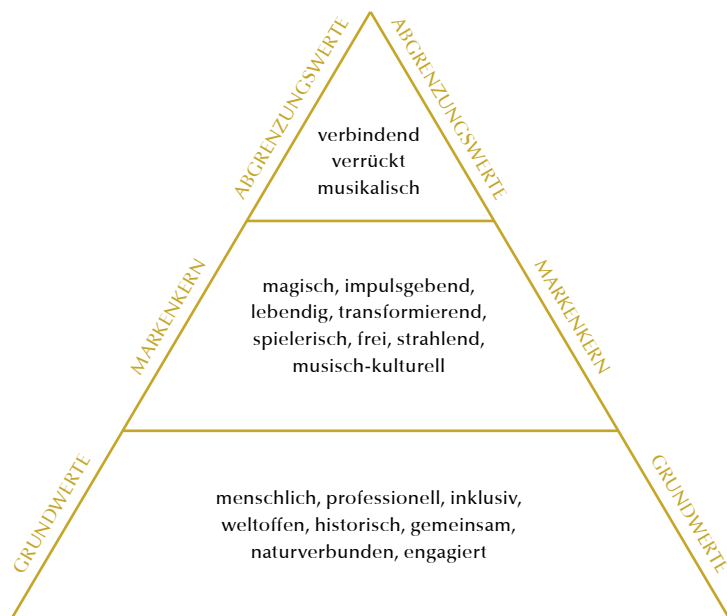 ABGRENZUNGSWERTE
ABGRENZUNGSWERTE
verbindend
verrückt
musikalisch
MARKENKERN
MARKENKERN
magisch, impulsgebend,
lebendig, transformierend,
spielerisch, frei, strahlend,
musisch-kulturell
GRUNDWERTE
GRUNDWERTE
menschlich, professionell, inklusiv,
weltoffen, historisch, gemeinsam,
naturverbunden, engagiert